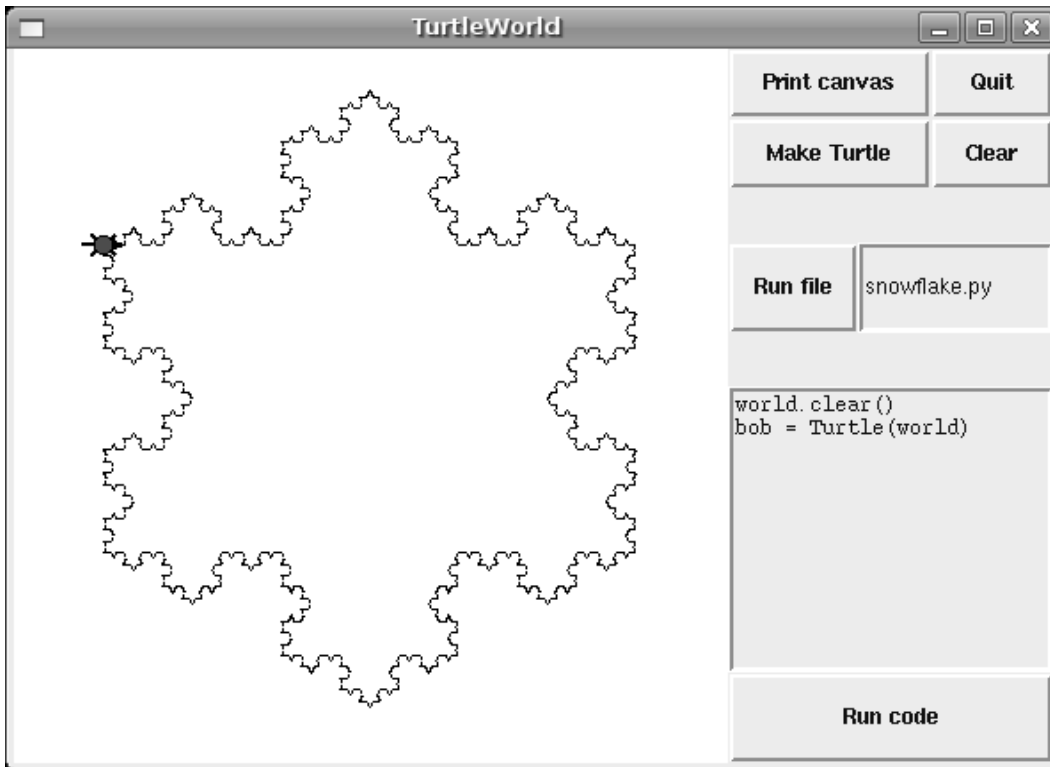 TurtleWorld
Print canvas
Quit
Make Turtle
Clear
Run file
snowflake.py
world.clear()
bob = Turtle(world)
Run code